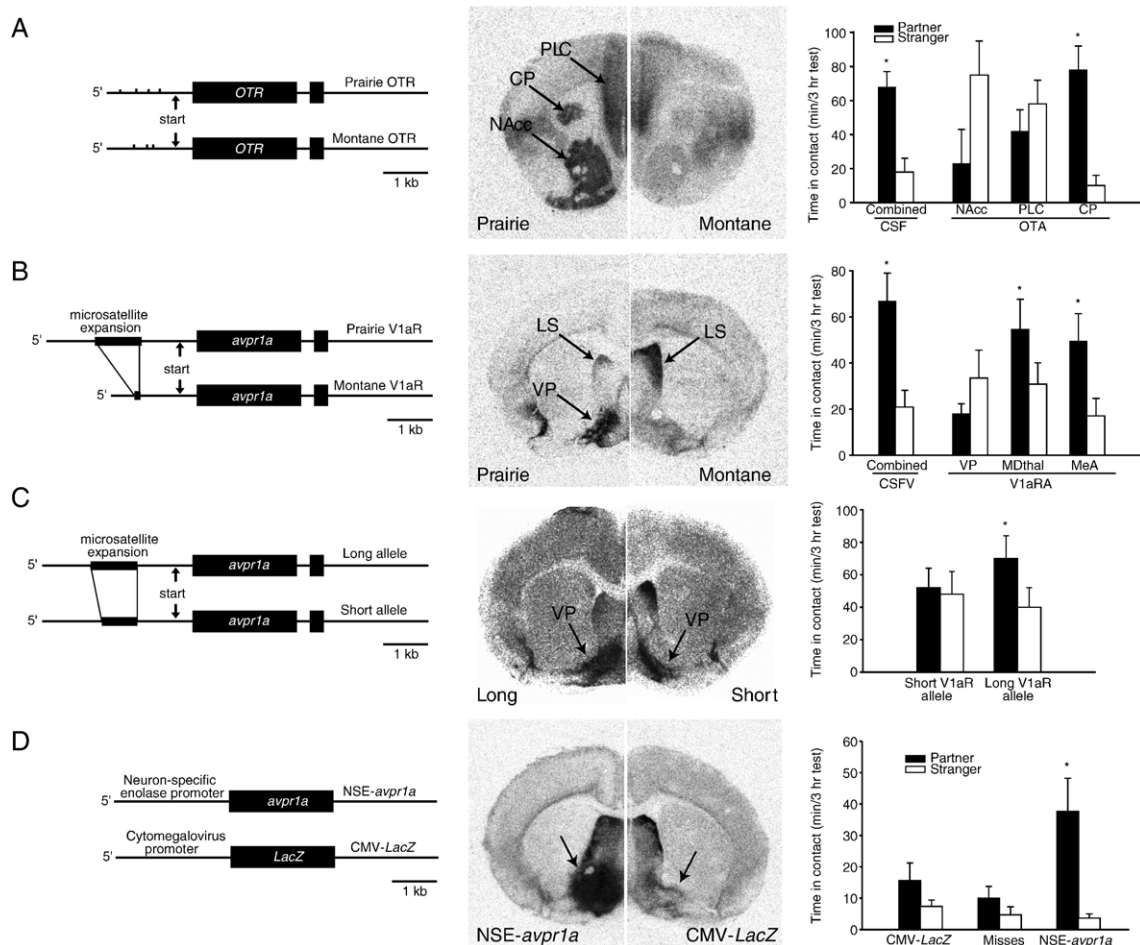 A
5'
OTR
Prairie OTR
start
5'
OTR
Montane OTR
1 kb
PLC
CP
NAcc
Prairie
Montane
Partner
Stranger
Time in contact (min/3 hr test)
100
80
60
40
20
0
*
*
Combined
NAcc
PLC
CP
CSF
OTA
B
microsatellite
expansion
5'
avpr1a
Prairie V1aR
start
5'
avpr1a
Montane V1aR
1 kb
LS
LS
VP
Prairie
Montane
Time in contact (min/3 hr test)
80
60
40
20
0
*
*
*
Combined
VP
MDthal
MeA
CSFV
V1aRA
C
microsatellite
expansion
5'
avpr1a
Long allele
start
5'
avpr1a
Short allele
1 kb
VP
VP
Long
Short
Time in contact (min/3 hr test)
100
80
60
40
20
0
*
Short V1aR
allele
Long V1aR
allele
D
Neuron-specific
enolase promoter
5'
avpr1a
NSE-avpr1a
Cytomegalovirus
promoter
5'
LacZ
CMV-LacZ
1 kb
NSE-avpr1a
CMV-LacZ
Partner
Stranger
Time in contact (min/3 hr test)
60
50
40
30
20
10
0
*
CMV-LacZ
Misses
NSE-avpr1a